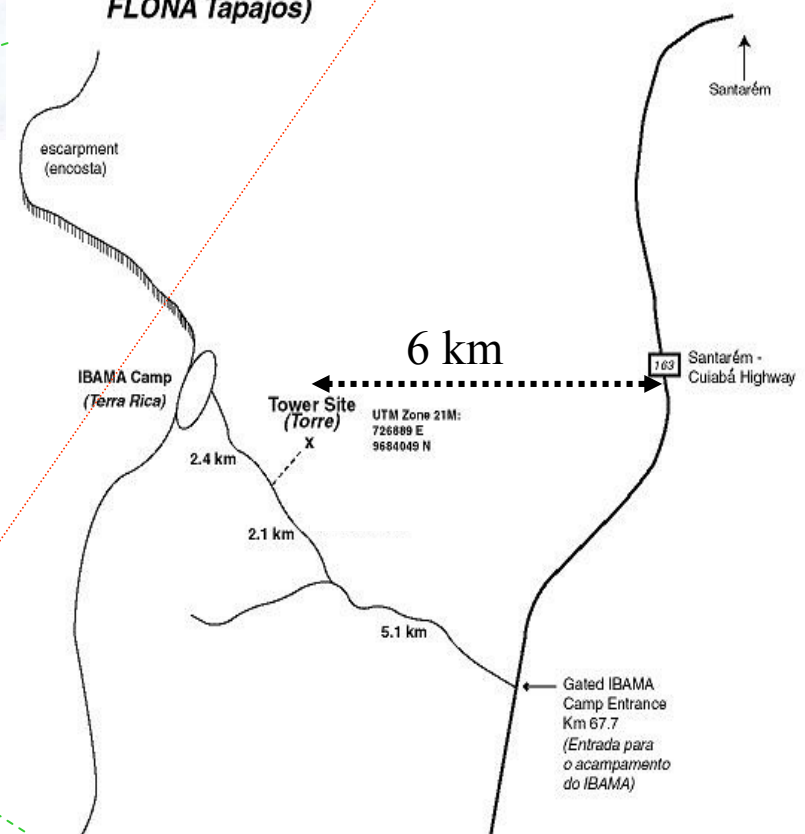 FLONA Tapajós)
Santarém
escarpment
(encosta)
6 km
163
Santarém -
Cuiabá Highway
IBAMA Camp
(Terra Rica)
Tower Site
(Torre)
X
UTM Zone 21M:
726889 E
9684049 N
2.4 km
2.1 km
5.1 km
Gated IBAMA
Camp Entrance
Km 67.7
(Entrada para
o acampamento
do IBAMA)